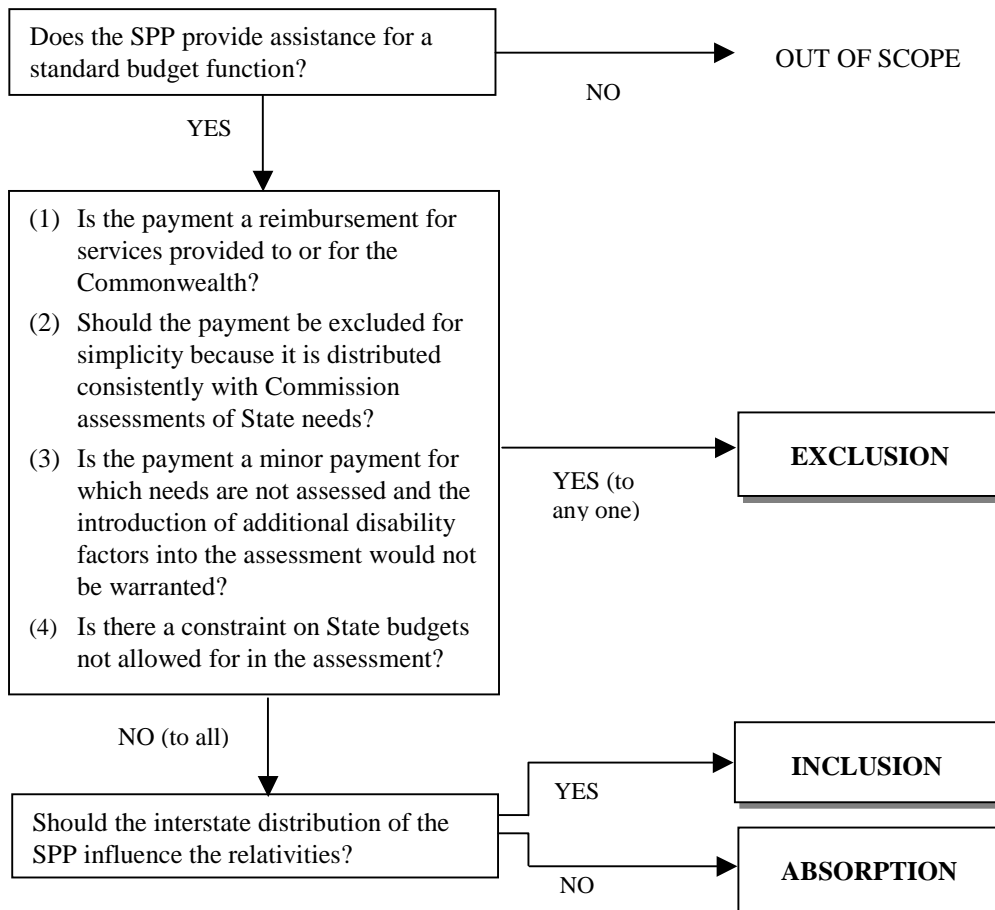 Does the SPP provide assistance for a
standard budget function?
OUT OF SCOPE
NO
YES
(1) Is the payment a reimbursement for
services provided to or for the
Commonwealth?
(2) Should the payment be excluded for
simplicity because it is distributed
consistently with Commission
assessments of State needs?
(3) Is the payment a minor payment for
which needs are not assessed and the
introduction of additional disability
factors into the assessment would not
be warranted?
(4) Is there a constraint on State budgets
not allowed for in the assessment?
YES (to
any one)
EXCLUSION
NO (to all)
Should the interstate distribution of the
SPP influence the relativities?
YES
INCLUSION
NO
ABSORPTION